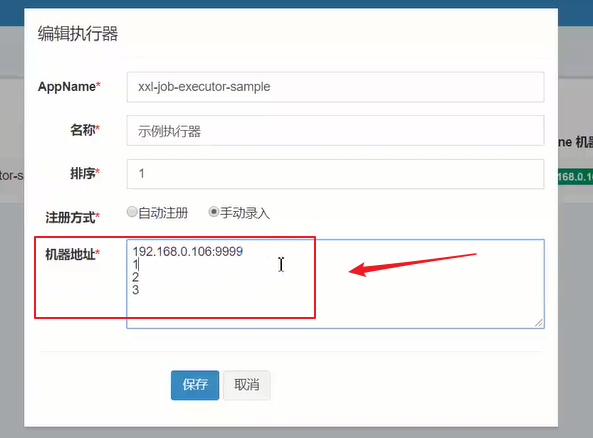 编辑执行器
AppName* xxl-job-executor-sample
名称* 示例执行器
排序* 1
注册方式* 自动注册 手动录入
机器地址* 192.168.0.106:9999
1
2
3
保存 取消
ne 机器
tor-s
168.0.10